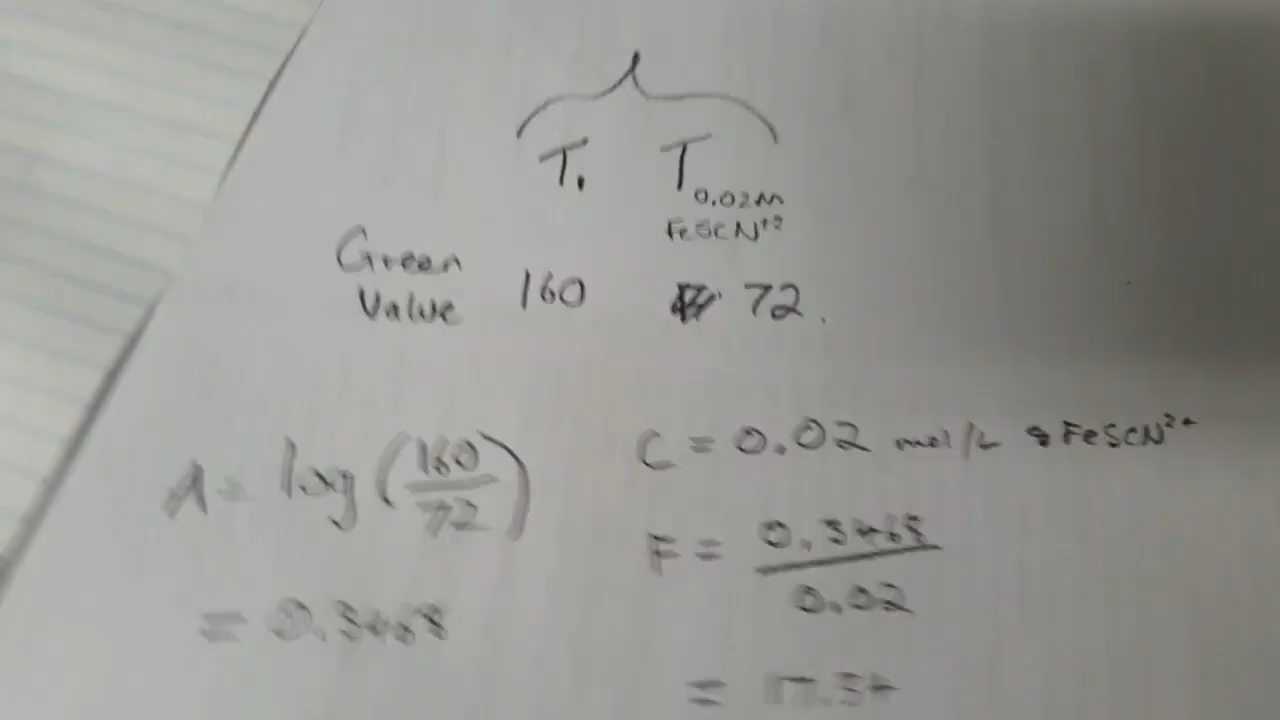 T. T0.02M
FeSCN+2
Green
Value 160 72.
A = log(160/72)
= 0.3468
C = 0.02 mol/L FeSCN2+
F = 0.3468/0.02
= 17.34